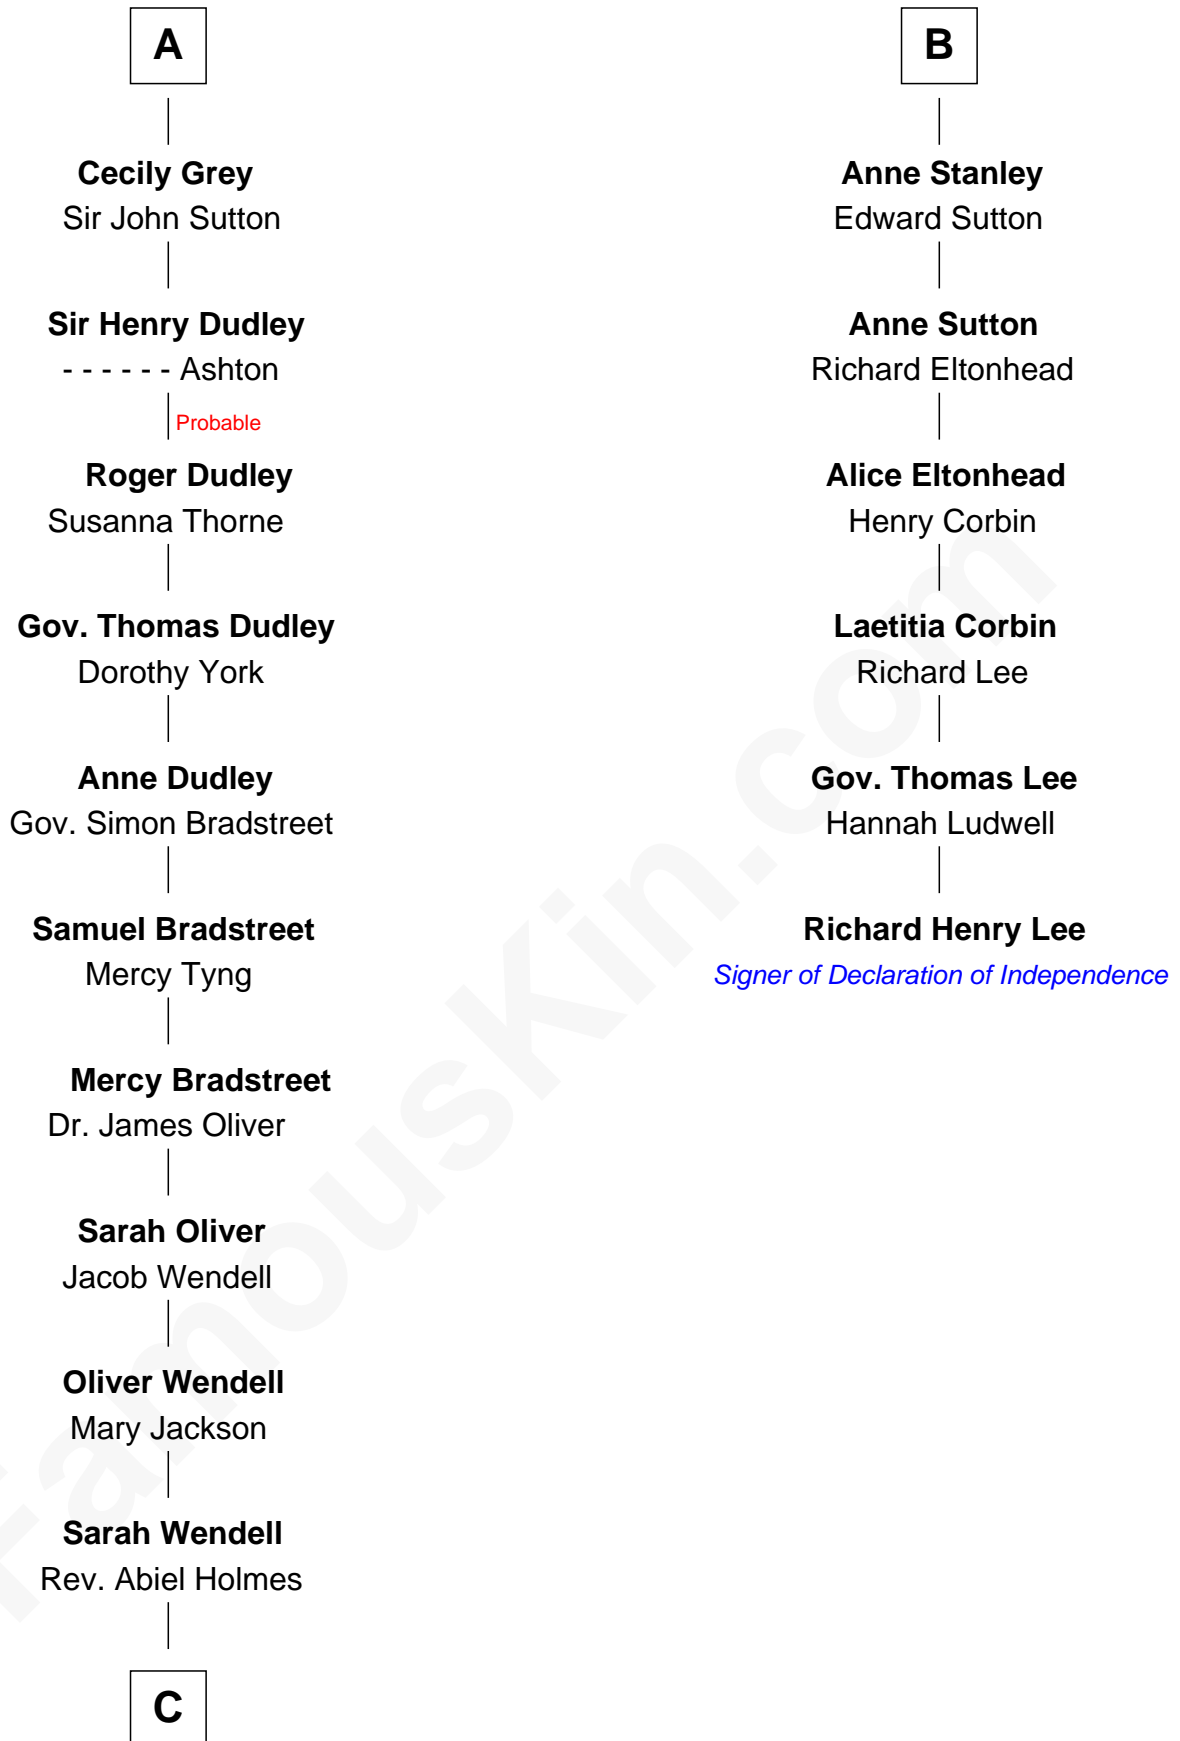 A
Cecily Grey
Sir John Sutton
Sir Henry Dudley
- - - - - - Ashton
Probable
Roger Dudley
Susanna Thorne
Gov. Thomas Dudley
Dorothy York
Anne Dudley
Gov. Simon Bradstreet
Samuel Bradstreet
Mercy Tyng
Mercy Bradstreet
Dr. James Oliver
Sarah Oliver
Jacob Wendell
Oliver Wendell
Mary Jackson
Sarah Wendell
Rev. Abiel Holmes
C
B
Anne Stanley
Edward Sutton
Anne Sutton
Richard Eltonhead
Alice Eltonhead
Henry Corbin
Laetitia Corbin
Richard Lee
Gov. Thomas Lee
Hannah Ludwell
Richard Henry Lee
Signer of Declaration of Independence
FamousKin.com